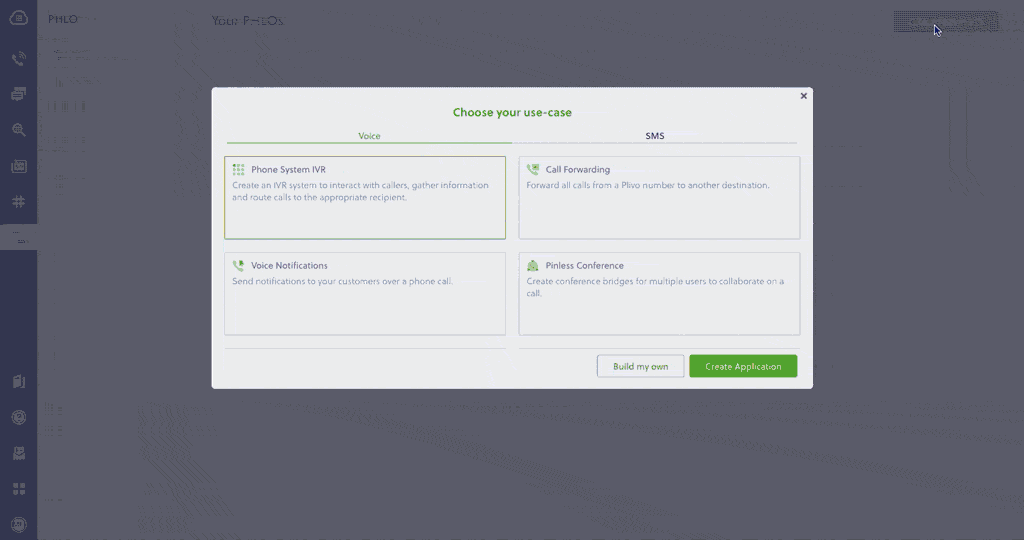 PHLO
Your PHLOs
Choose your use-case
Voice
SMS
Phone System IVR
Create an IVR system to interact with callers, gather information
and route calls to the appropriate recipient.
Call Forwarding
Forward all calls from a Plivo number to another destination.
Voice Notifications
Send notifications to your customers over a phone call.
Pinless Conference
Create conference bridges for multiple users to collaborate on a
call.
Build my own
Create Application